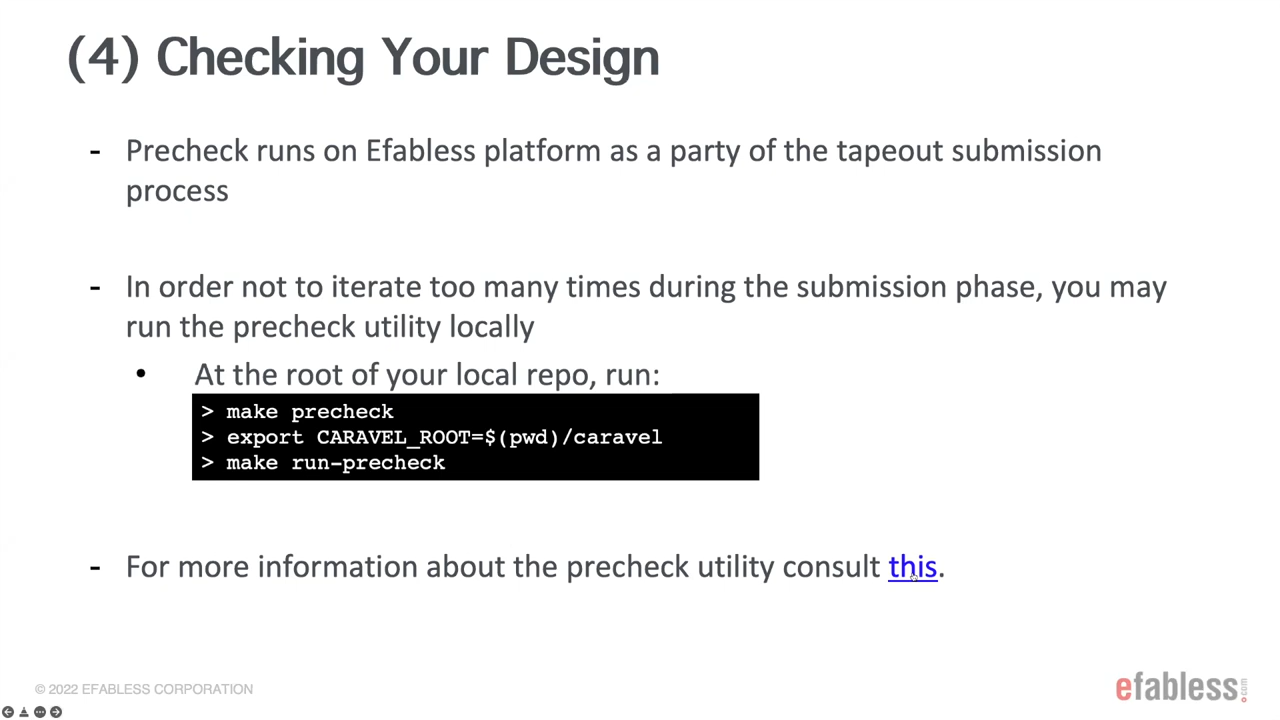 (4) Checking Your Design
- Precheck runs on Efabless platform as a party of the tapeout submission
process
- In order not to iterate too many times during the submission phase, you may
run the precheck utility locally
• At the root of your local repo, run:
> make precheck
> export CARAVEL_ROOT=$(pwd)/caravel
> make run-precheck
- For more information about the precheck utility consult this.
© 2022 EFABLESS CORPORATION
efabless.com